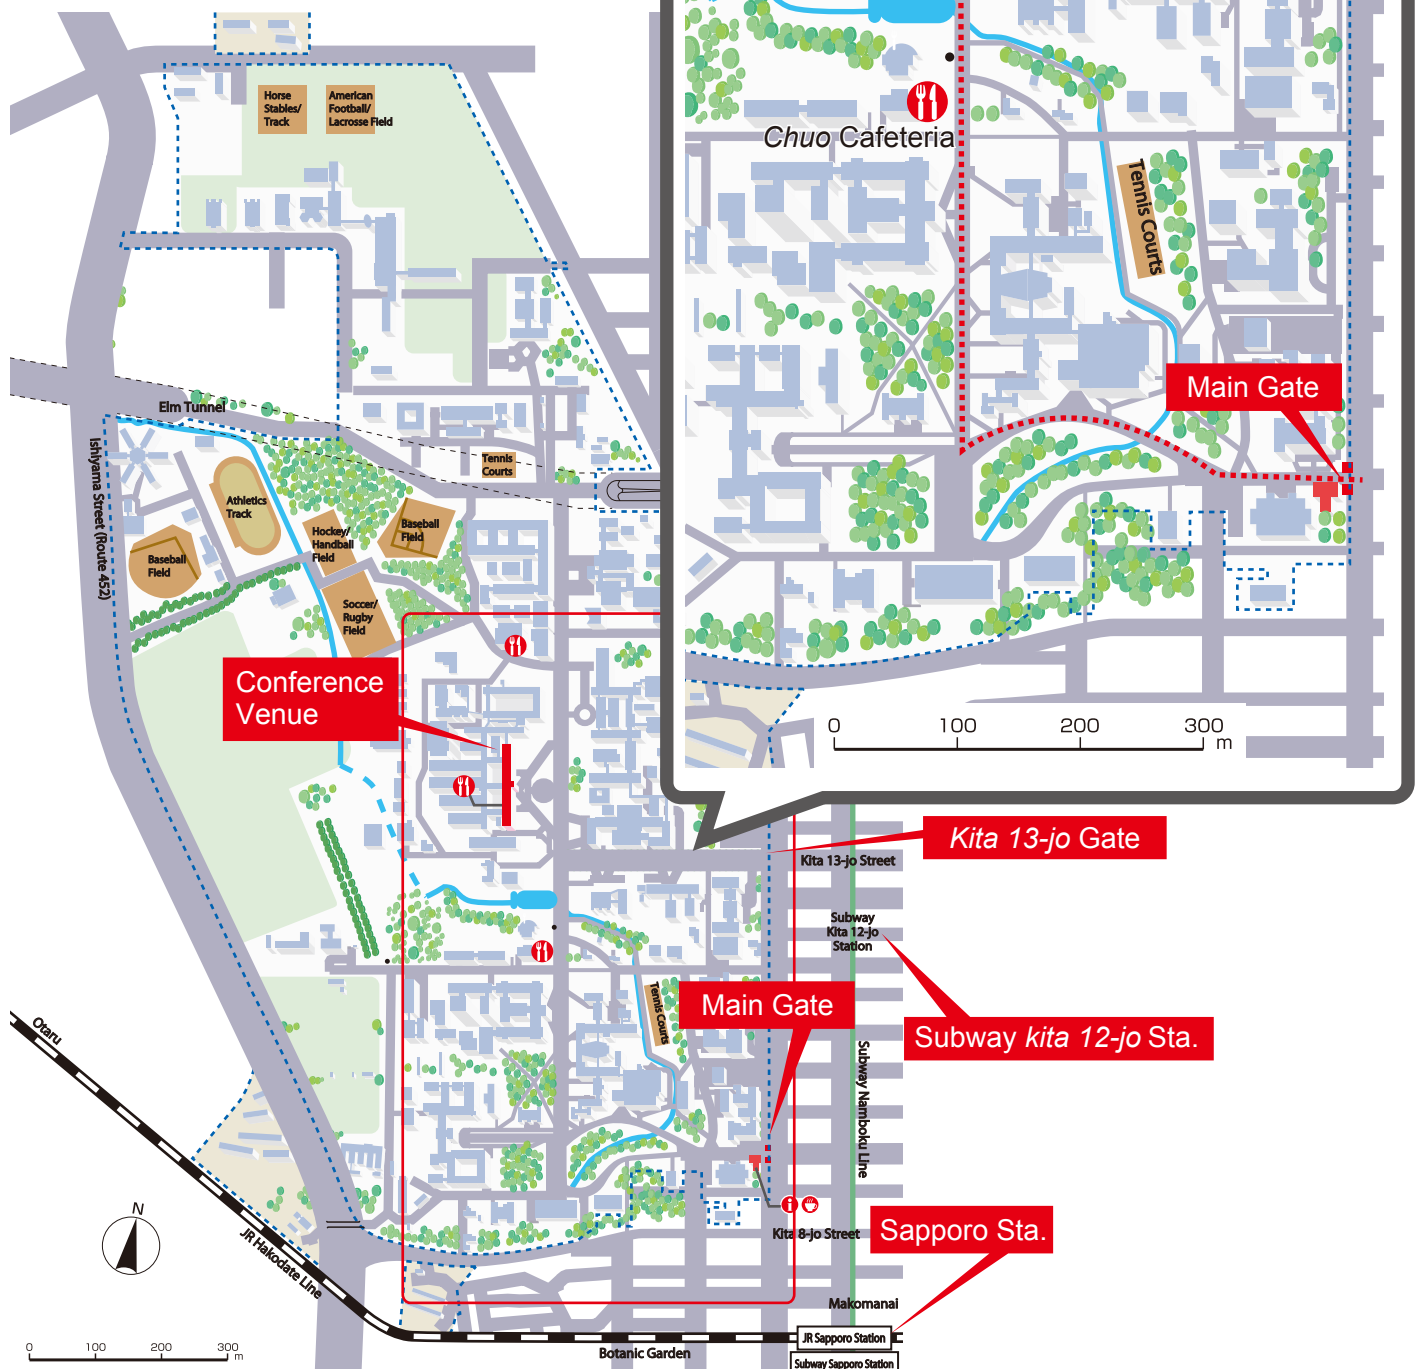 Horse
Stables/
Track
American
Football/
Lacrosse Field
Chuo Cafeteria
Tennis Courts
Main Gate
0 100 200 300 m
Elm Tunnel
Ishiyama Street (Route 452)
Tennis
Courts
Athletics
Track
Hockey/
Handball
Field
Baseball
Field
Baseball
Field
Soccer/
Rugby
Field
Conference
Venue
Kita 13-jo Gate
Kita 13-jo Street
Subway
Kita 12-jo
Station
Main Gate
Tennis Courts
Subway kita 12-jo Sta.
Subway Namboku Line
Otaru
N
JR Hakodate Line
i
Kita 8-jo Street
Sapporo Sta.
Makomanai
JR Sapporo Station
Botanic Garden
Subway Sapporo Station
0 100 200 300 m